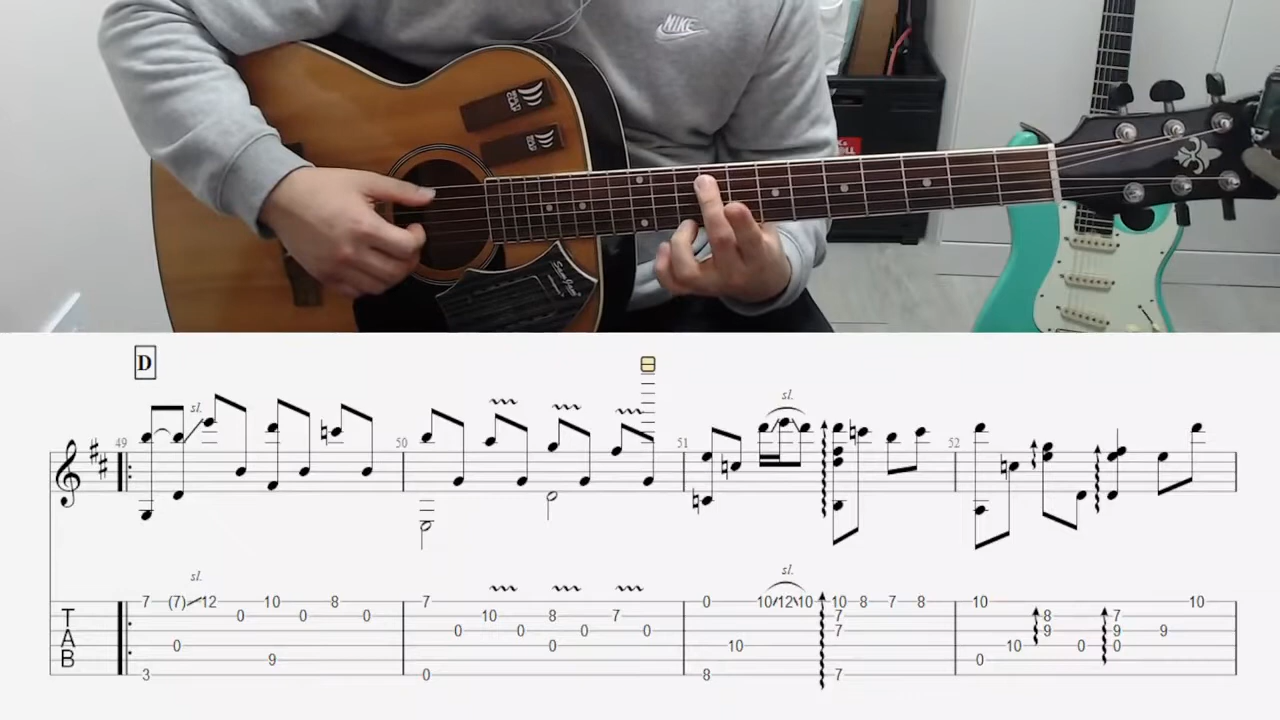 NIKE
D
sl.
sl.
49
50
51
52
sl.
sl.
7 (7) 12 10 8 7 0 10 12 10 10 8 7 8 10 10
0 0 0 10 8 7 7 8 7
0 0 0 0 7 9 9 9
T
0 0 10 10 0 0
A
9 0
B
3 0 8 7